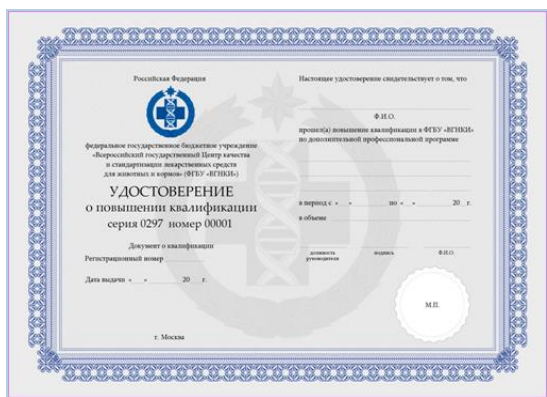 Российская Федерация
федеральное государственное бюджетное учреждение
«Всероссийский государственный Центр качества
и стандартизации лекарственных средств
для животных и кормов» (ФГБУ «ВГНКИ»)
УДОСТОВЕРЕНИЕ
о повышении квалификации
серия 0297 номер 00001
Документ о квалификации
Регистрационный номер
Дата выдачи « » 20 г.
г. Москва
Настоящее удостоверение свидетельствует о том, что
Ф.И.О.
прошел(а) повышение квалификации в ФГБУ «ВГНКИ»
по дополнительной профессиональной программе
в период с « » по « » 20 г.
в объеме
должность подпись Ф.И.О.
руководителя
М.П.